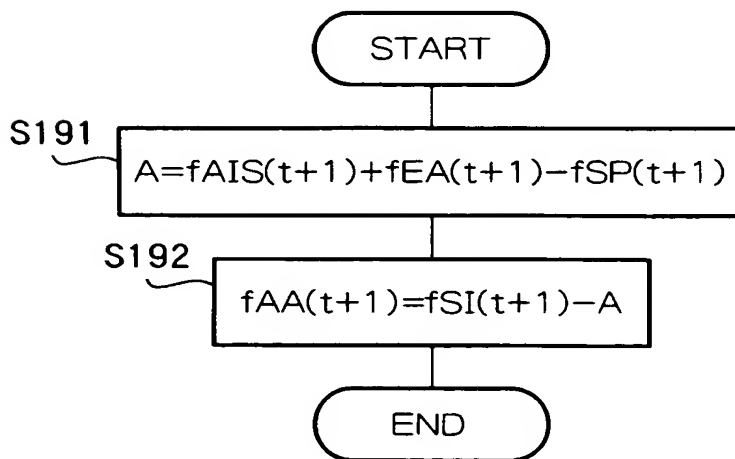 START
S191
A=fAIS(t+1)+fEA(t+1)-fSP(t+1)
S192
fAA(t+1)=fSI(t+1)-A
END